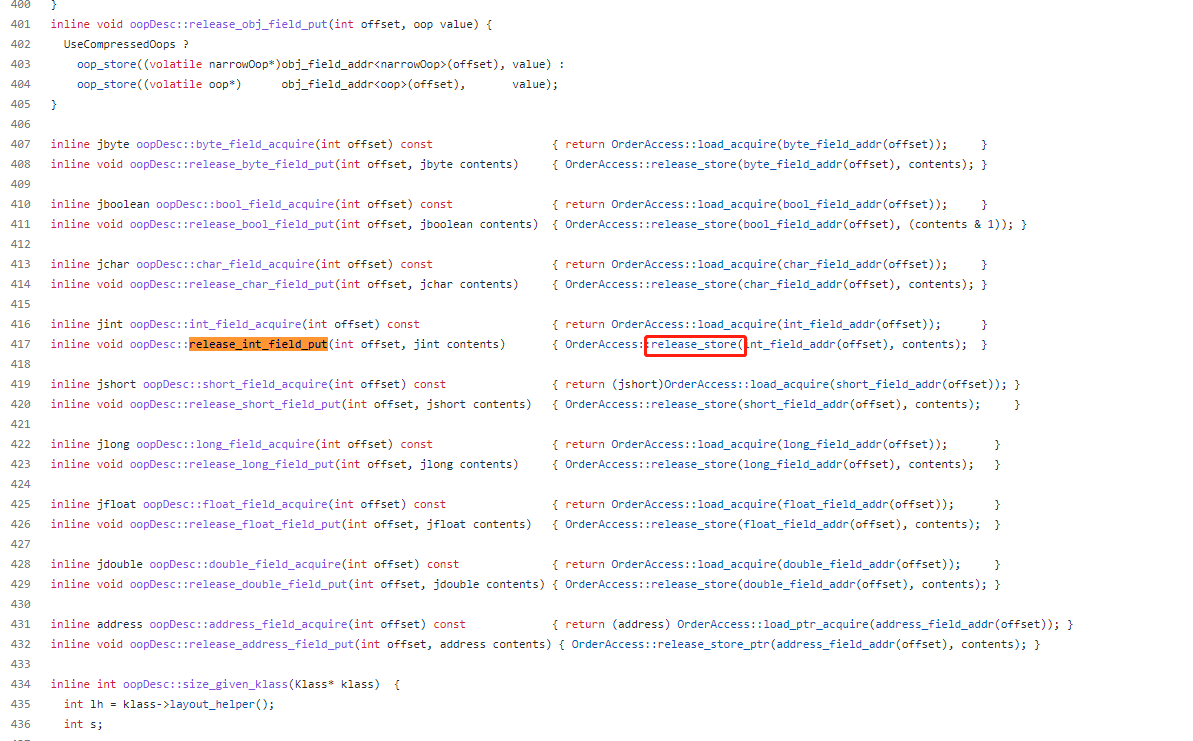 400 }
401 inline void oopDesc::release_obj_field_put(int offset, oop value) {
402 UseCompressedOops ?
403 oop_store((volatile narrowOop*)obj_field_addr<narrowOop>(offset), value) :
404 oop_store((volatile oop*) obj_field_addr<oop>(offset), value);
405 }
406
407 inline jbyte oopDesc::byte_field_acquire(int offset) const { return OrderAccess::load_acquire(byte_field_addr(offset)); }
408 inline void oopDesc::release_byte_field_put(int offset, jbyte contents) { OrderAccess::release_store(byte_field_addr(offset), contents); }
409
410 inline jboolean oopDesc::bool_field_acquire(int offset) const { return OrderAccess::load_acquire(bool_field_addr(offset)); }
411 inline void oopDesc::release_bool_field_put(int offset, jboolean contents) { OrderAccess::release_store(bool_field_addr(offset), (contents & 1)); }
412
413 inline jchar oopDesc::char_field_acquire(int offset) const { return OrderAccess::load_acquire(char_field_addr(offset)); }
414 inline void oopDesc::release_char_field_put(int offset, jchar contents) { OrderAccess::release_store(char_field_addr(offset), contents); }
415
416 inline jint oopDesc::int_field_acquire(int offset) const { return OrderAccess::load_acquire(int_field_addr(offset)); }
417 inline void oopDesc::release_int_field_put(int offset, jint contents) { OrderAccess::release_store(int_field_addr(offset), contents); }
418
419 inline jshort oopDesc::short_field_acquire(int offset) const { return (jshort)OrderAccess::load_acquire(short_field_addr(offset)); }
420 inline void oopDesc::release_short_field_put(int offset, jshort contents) { OrderAccess::release_store(short_field_addr(offset), contents); }
421
422 inline jlong oopDesc::long_field_acquire(int offset) const { return OrderAccess::load_acquire(long_field_addr(offset)); }
423 inline void oopDesc::release_long_field_put(int offset, jlong contents) { OrderAccess::release_store(long_field_addr(offset), contents); }
424
425 inline jfloat oopDesc::float_field_acquire(int offset) const { return OrderAccess::load_acquire(float_field_addr(offset)); }
426 inline void oopDesc::release_float_field_put(int offset, jfloat contents) { OrderAccess::release_store(float_field_addr(offset), contents); }
427
428 inline jdouble oopDesc::double_field_acquire(int offset) const { return OrderAccess::load_acquire(double_field_addr(offset)); }
429 inline void oopDesc::release_double_field_put(int offset, jdouble contents) { OrderAccess::release_store(double_field_addr(offset), contents); }
430
431 inline address oopDesc::address_field_acquire(int offset) const { return (address) OrderAccess::load_ptr_acquire(address_field_addr(offset)); }
432 inline void oopDesc::release_address_field_put(int offset, address contents) { OrderAccess::release_store_ptr(address_field_addr(offset), contents); }
433
434 inline int oopDesc::size_given_klass(Klass* klass) {
435 int lh = klass->layout_helper();
436 int s;